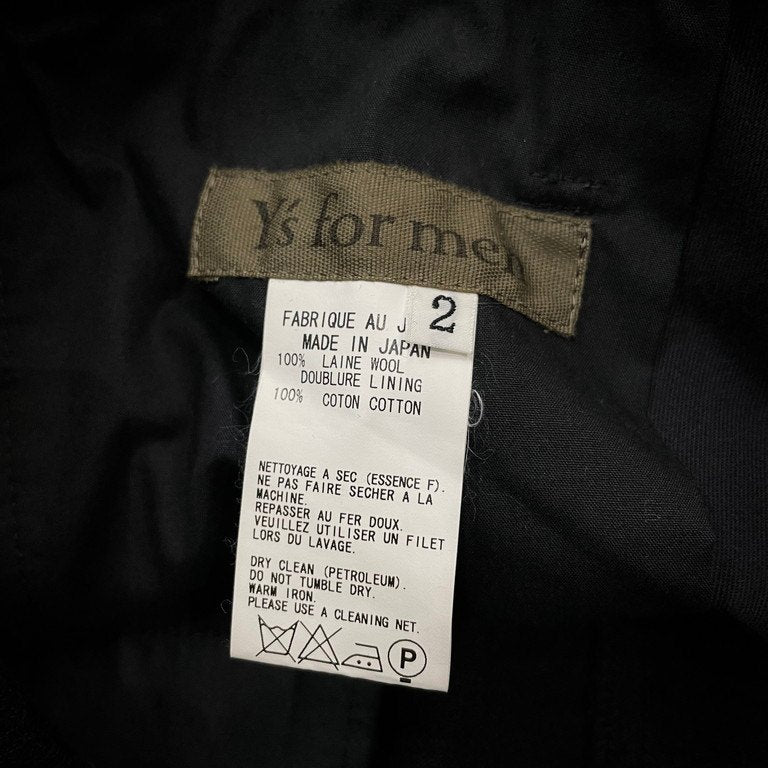 Y's for men
2
FABRIQUE AU J
MADE IN JAPAN
100% LAINE WOOL
DOUBLURE LINING
100% COTON COTTON
NETTOYAGE A SEC (ESSENCE F).
NE PAS FAIRE SECHER A LA
MACHINE.
REPASSER AU FER DOUX.
VEUILLEZ UTILISER UN FILET
LORS DU LAVAGE.
DRY CLEAN (PETROLEUM).
DO NOT TUMBLE DRY.
WARM IRON.
PLEASE USE A CLEANING NET.
P